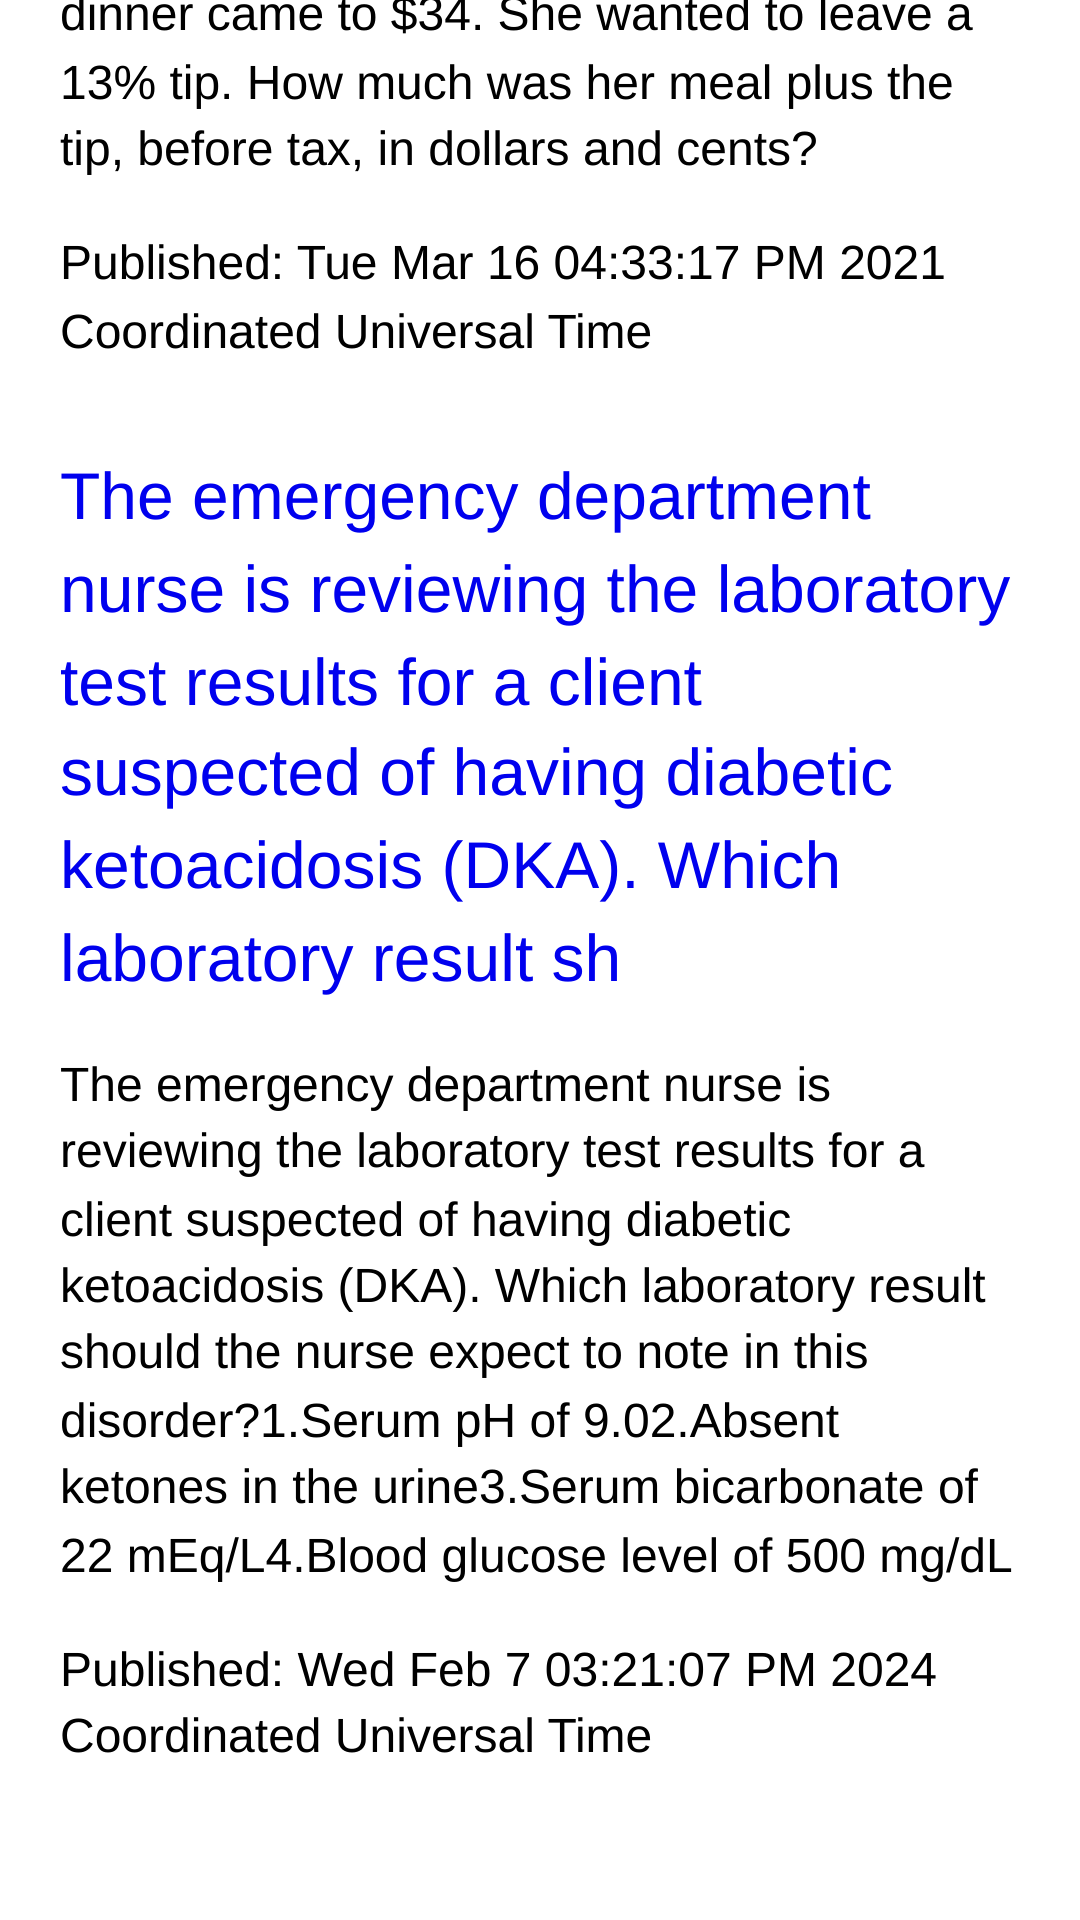 dinner came to $34. She wanted to leave a
13% tip. How much was her meal plus the
tip, before tax, in dollars and cents?
Published: Tue Mar 16 04:33:17 PM 2021
Coordinated Universal Time
The emergency department
nurse is reviewing the laboratory
test results for a client
suspected of having diabetic
ketoacidosis (DKA). Which
laboratory result sh
The emergency department nurse is
reviewing the laboratory test results for a
client suspected of having diabetic
ketoacidosis (DKA). Which laboratory result
should the nurse expect to note in this
disorder?1.Serum pH of 9.02.Absent
ketones in the urine3.Serum bicarbonate of
22 mEq/L4.Blood glucose level of 500 mg/dL
Published: Wed Feb 7 03:21:07 PM 2024
Coordinated Universal Time